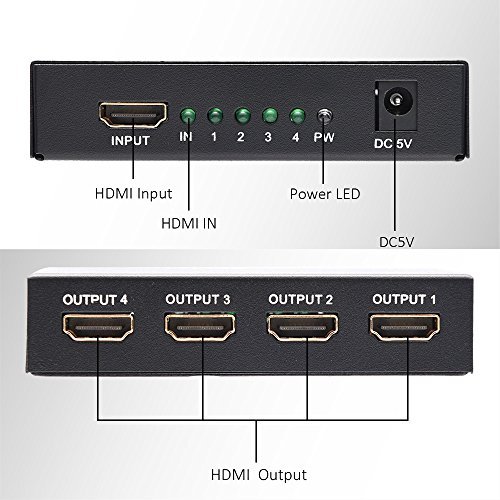 INPUT IN 1 2 3 4 PW DC 5V
HDMI Input
HDMI IN
Power LED
DC5V
OUTPUT 4 OUTPUT 3 OUTPUT 2 OUTPUT 1
HDMI Output